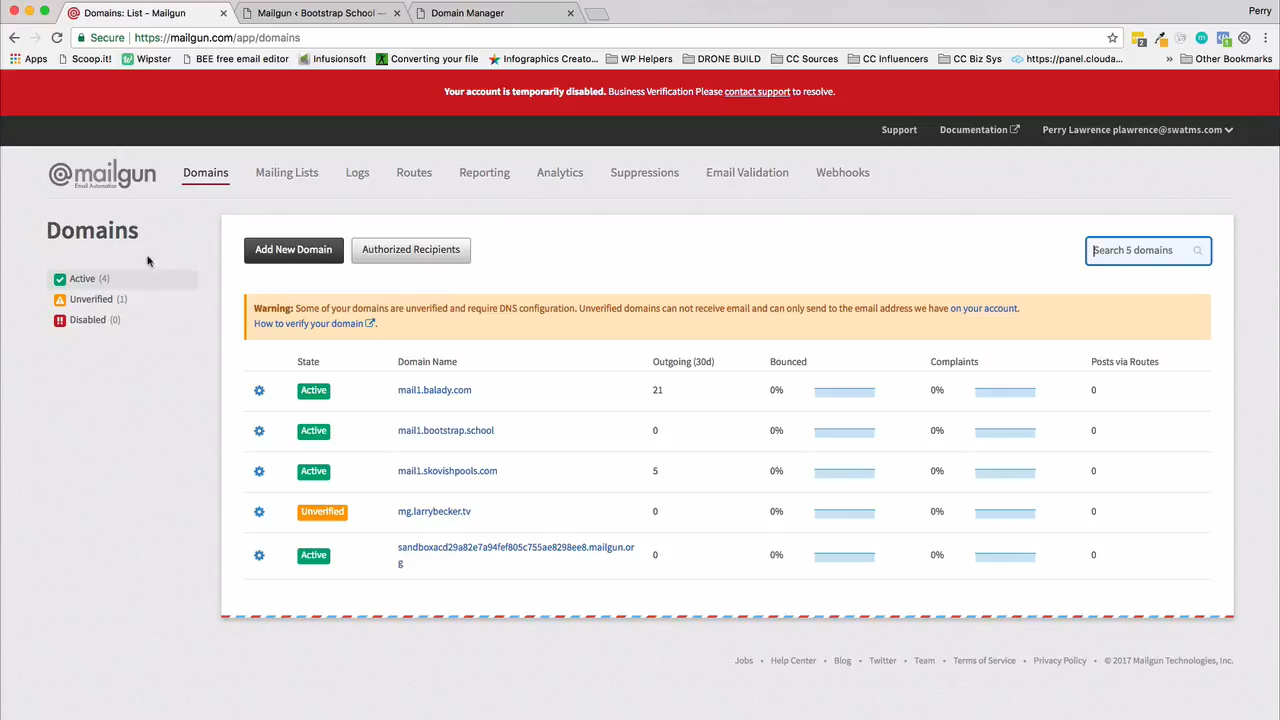 Domains: List - Mailgun
Mailgun ‹ Bootstrap School —
Domain Manager
Perry
Secure
https://mailgun.com/app/domains
Apps
Scoop.it!
Wipster
BEE free email editor
Infusionsoft
Converting your file
Infographics Creato...
WP Helpers
DRONE BUILD
CC Sources
CC Influencers
CC Biz Sys
https://panel.clouda...
»
Other Bookmarks
Your account is temporarily disabled. Business Verification Please contact support to resolve.
Support
Documentation
Perry Lawrence plawrence@swatms.com
@mailgun
Email Automation
Domains
Mailing Lists
Logs
Routes
Reporting
Analytics
Suppressions
Email Validation
Webhooks
Domains
Active (4)
Unverified (1)
Disabled (0)
Add New Domain
Authorized Recipients
Search 5 domains
Warning: Some of your domains are unverified and require DNS configuration. Unverified domains can not receive email and can only send to the email address we have on your account.
How to verify your domain.
State Domain Name Outgoing (30d) Bounced Complaints Posts via Routes
Active mail1.balady.com 21 0% 0% 0
Active mail1.bootstrap.school 0 0% 0% 0
Active mail1.skovishpools.com 5 0% 0% 0
Unverified mg.larrybecker.tv 0 0% 0% 0
Active sandboxacd29a82e7a94fef805c755ae8298ee8.mailgun.or 0 0% 0% 0
g
Jobs • Help Center • Blog • Twitter • Team • Terms of Service • Privacy Policy • © 2017 Mailgun Technologies, Inc.